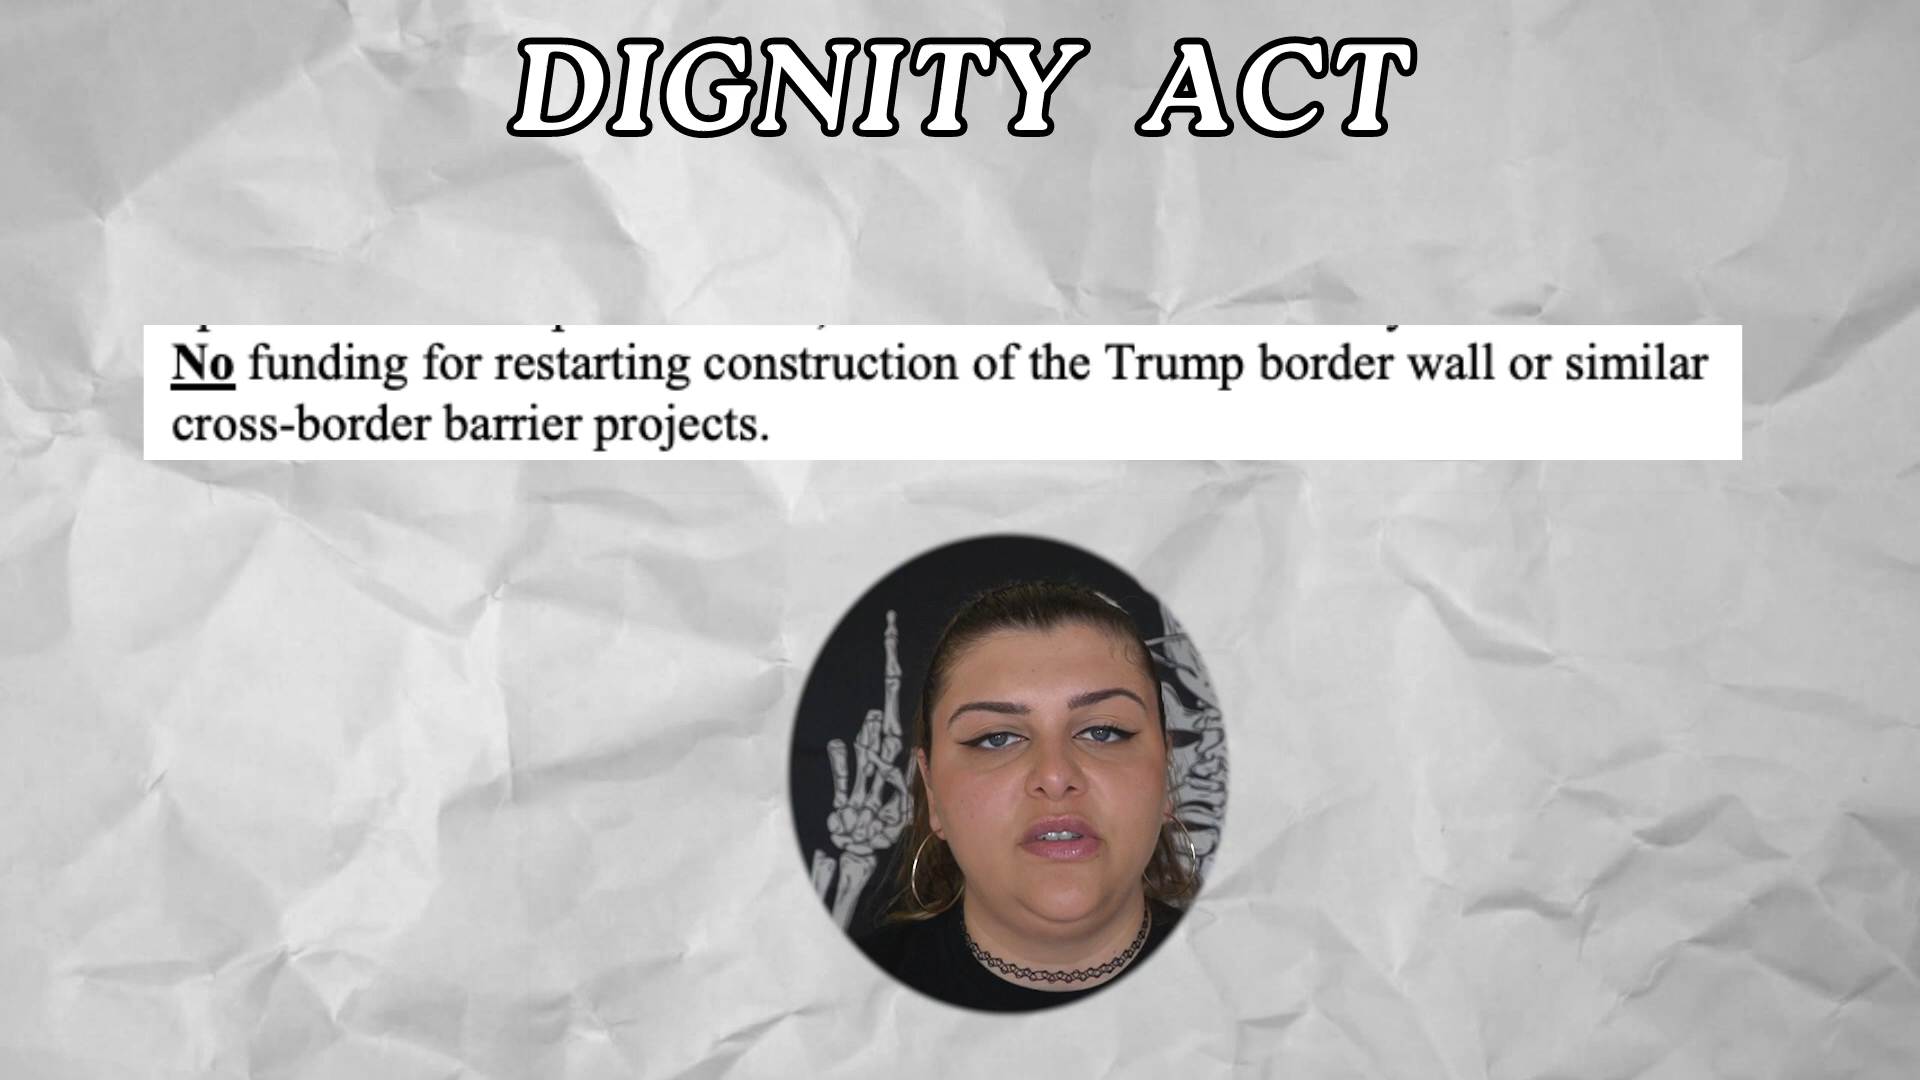 DIGNITY ACT
No funding for restarting construction of the Trump border wall or similar
cross-border barrier projects.